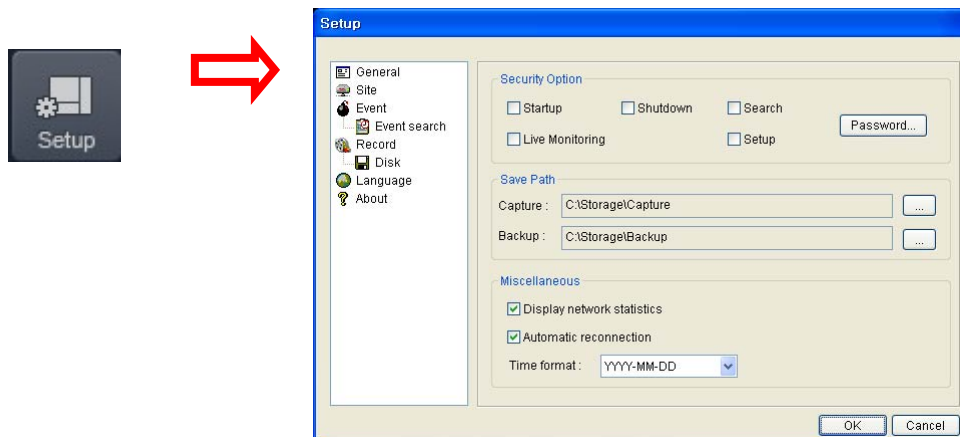 Setup
Setup
General
Site
Event
Event search
Record
Disk
Language
About
Security Option
Startup
Shutdown
Search
Live Monitoring
Setup
Password...
Save Path
Capture :
C:\Storage\Capture
...
Backup :
C:\Storage\Backup
...
Miscellaneous
Display network statistics
Automatic reconnection
Time format :
YYYY-MM-DD
OK
Cancel